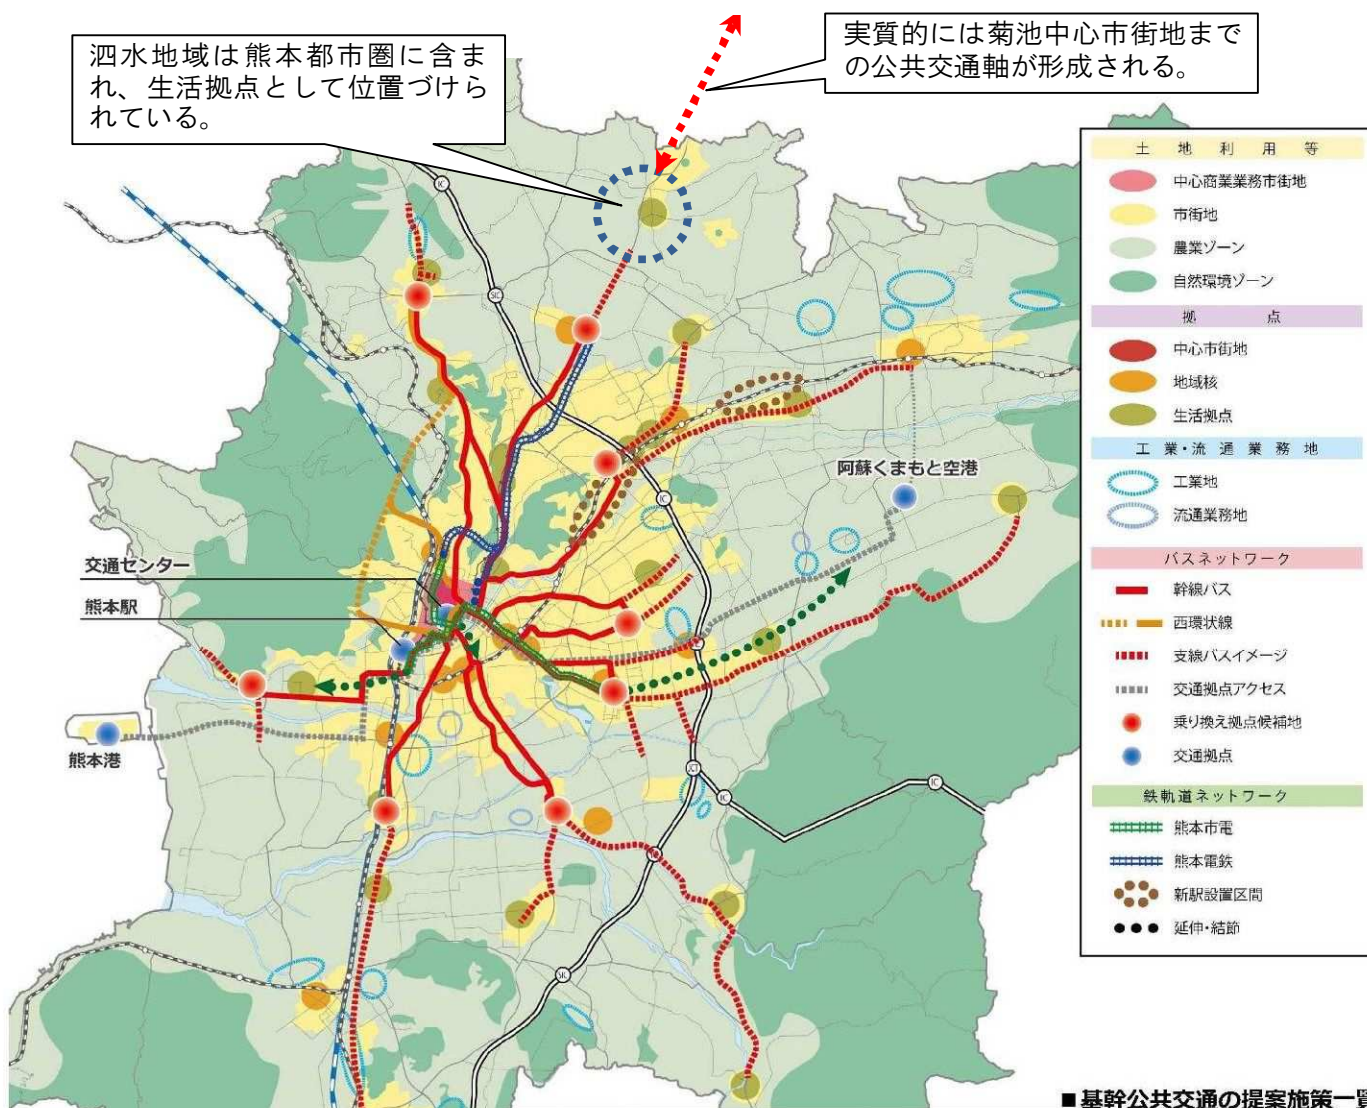 泗水地域は熊本都市圏に含ま
れ、生活拠点として位置づけら
れている。
実質的には菊池中心市街地まで
の公共交通軸が形成される。
土地利用等
中心商業業務市街地
市街地
農業ゾーン
自然環境ゾーン
拠点
中心市街地
地域核
生活拠点
工業・流通業務地
工業地
流通業務地
バスネットワーク
幹線バス
西環状線
支線バスイメージ
交通拠点アクセス
乗り換え拠点候補地
交通拠点
鉄軌道ネットワーク
熊本市電
熊本電鉄
新駅設置区間
延伸・結節
IC
SIC
阿蘇くまもと空港
IC
交通センター
熊本駅
熊本港
JCT
IC
IC
SIC
■基幹公共交通の提案施策一覧